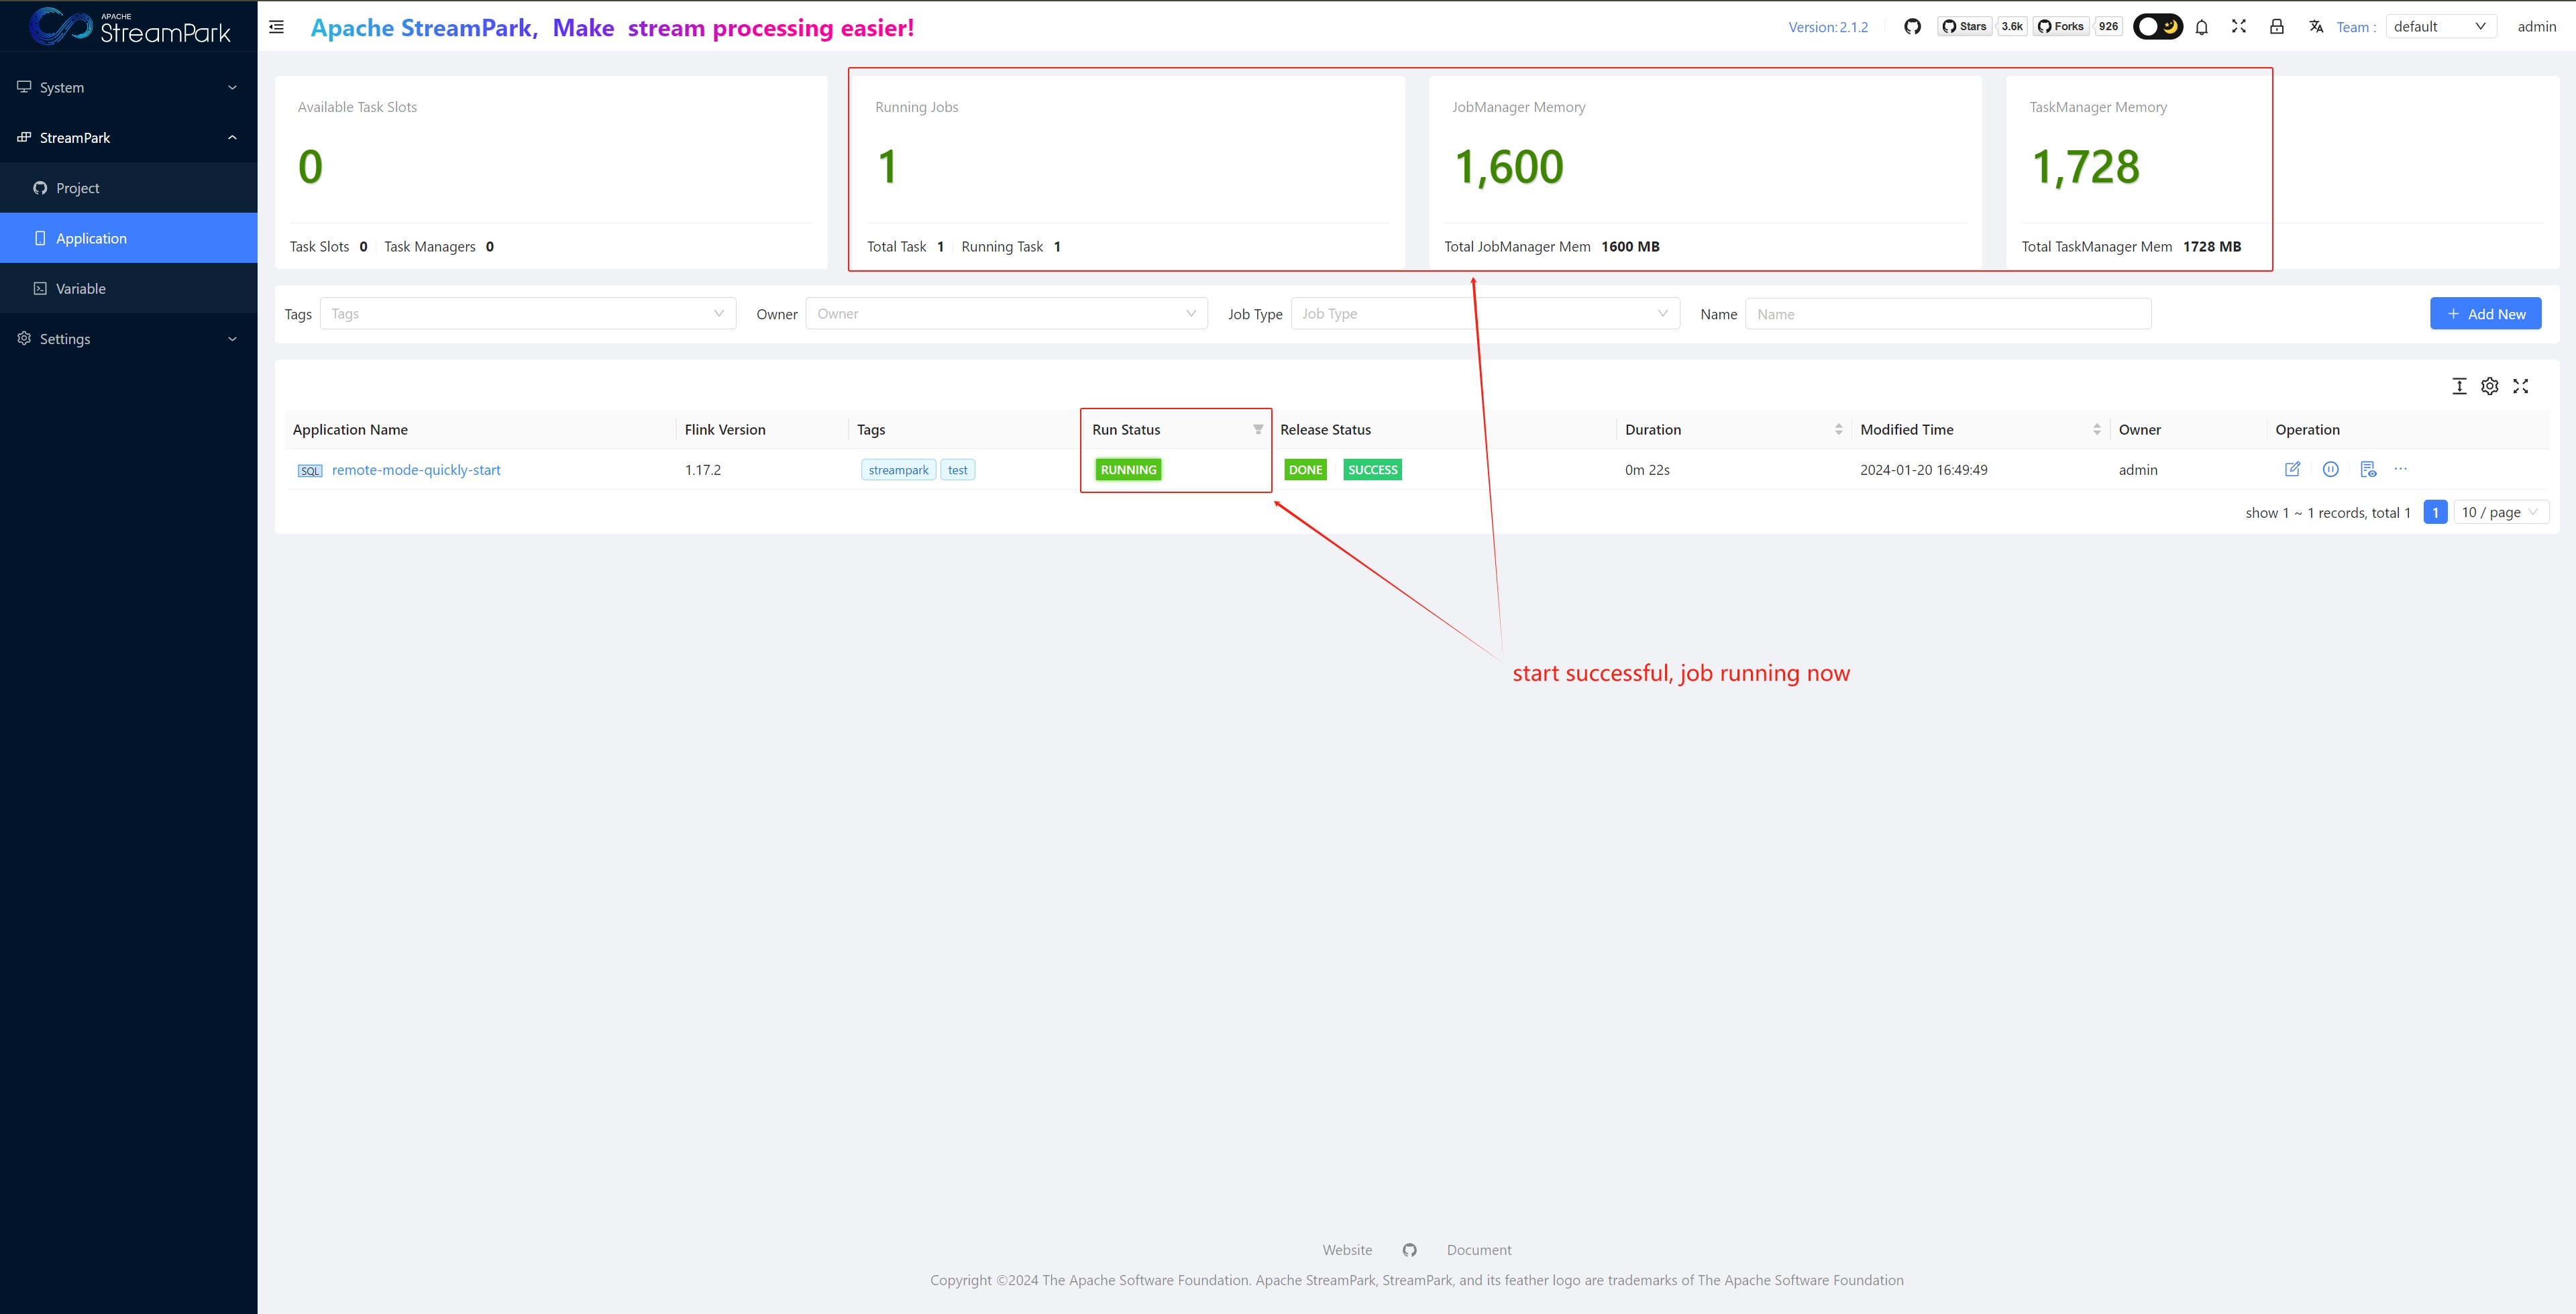 APACHE
StreamPark
Apache StreamPark, Make stream processing easier!
Version: 2.1.2
Stars 3.6k Forks 926
Team : default admin
System
StreamPark
Project
Application
Variable
Settings
Available Task Slots
0
Task Slots 0 Task Managers 0
Running Jobs
1
Total Task 1 Running Task 1
JobManager Memory
1,600
Total JobManager Mem 1600 MB
TaskManager Memory
1,728
Total TaskManager Mem 1728 MB
Tags Tags Owner Owner Job Type Job Type Name Name + Add New
Application Name Flink Version Tags Run Status Release Status Duration Modified Time Owner Operation
SQL remote-mode-quickly-start 1.17.2 streampark test RUNNING DONE SUCCESS 0m 22s 2024-01-20 16:49:49 admin
show 1 ~ 1 records, total 1 1 10 / page
start successful, job running now
Website Document
Copyright ©2024 The Apache Software Foundation. Apache StreamPark, StreamPark, and its feather logo are trademarks of The Apache Software Foundation